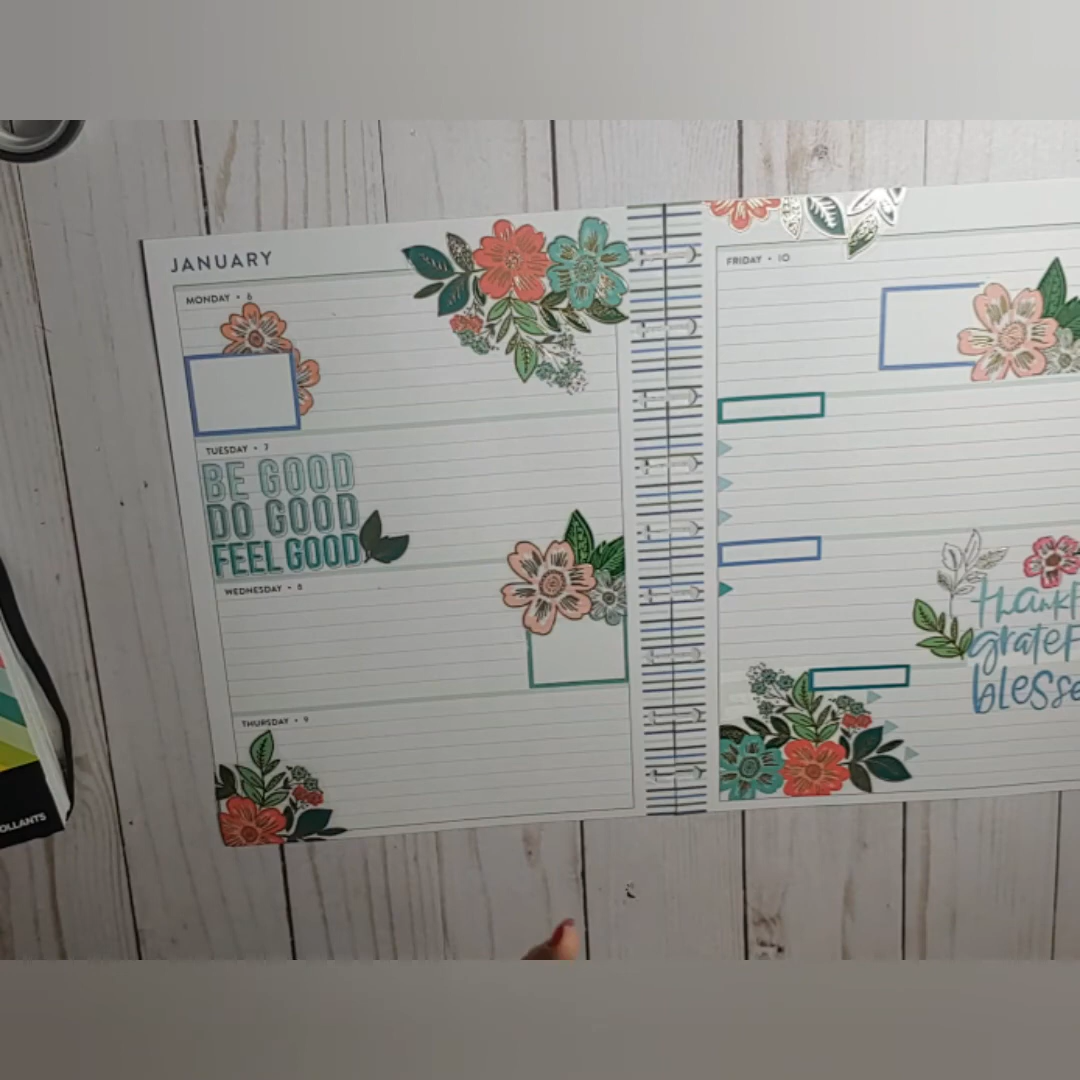 JANUARY
MONDAY • 6
TUESDAY • 7
BE GOOD
DO GOOD
FEEL GOOD
WEDNESDAY • 8
THURSDAY • 9
FRIDAY • 10